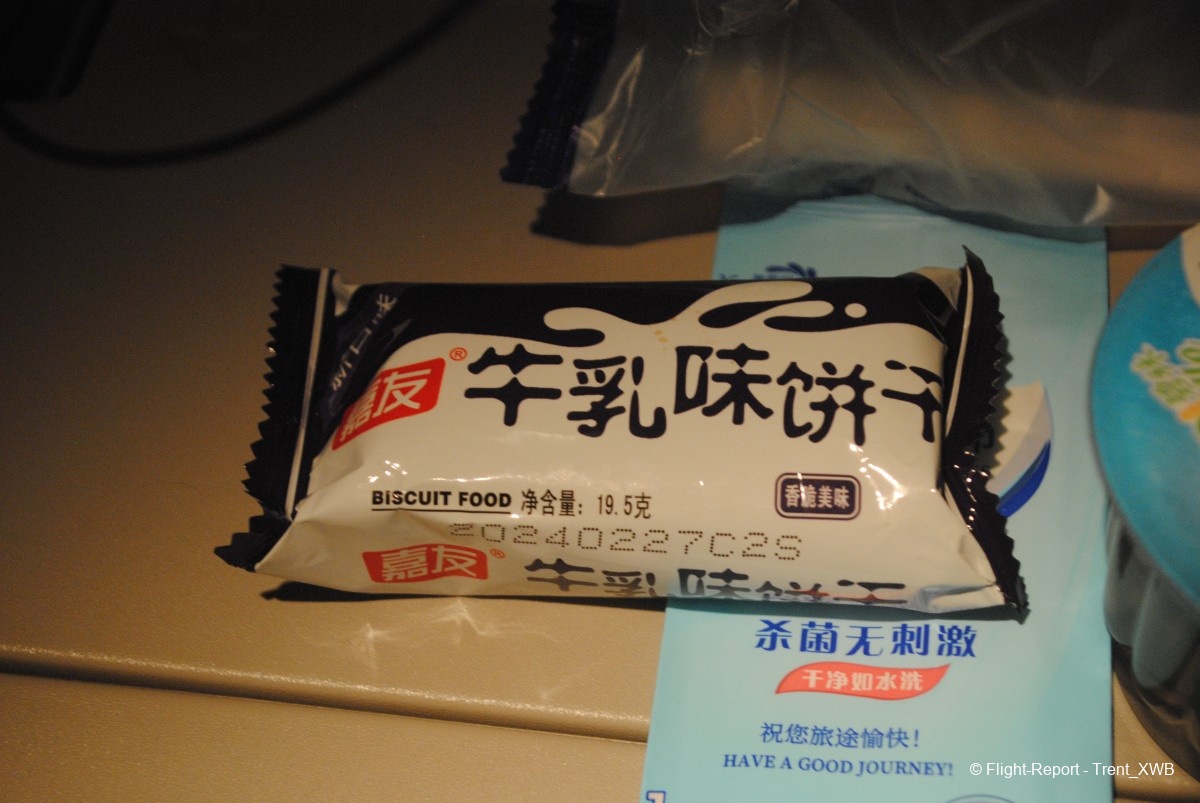 嘉友®
牛乳味饼干
BISCUIT FOOD 净含量: 19.5克
香脆美味
20240227C2S
嘉友®
牛乳味饼干
杀菌无刺激
干净如水洗
祝您旅途愉快!
HAVE A GOOD JOURNEY!
© Flight-Report - Trent_XWB